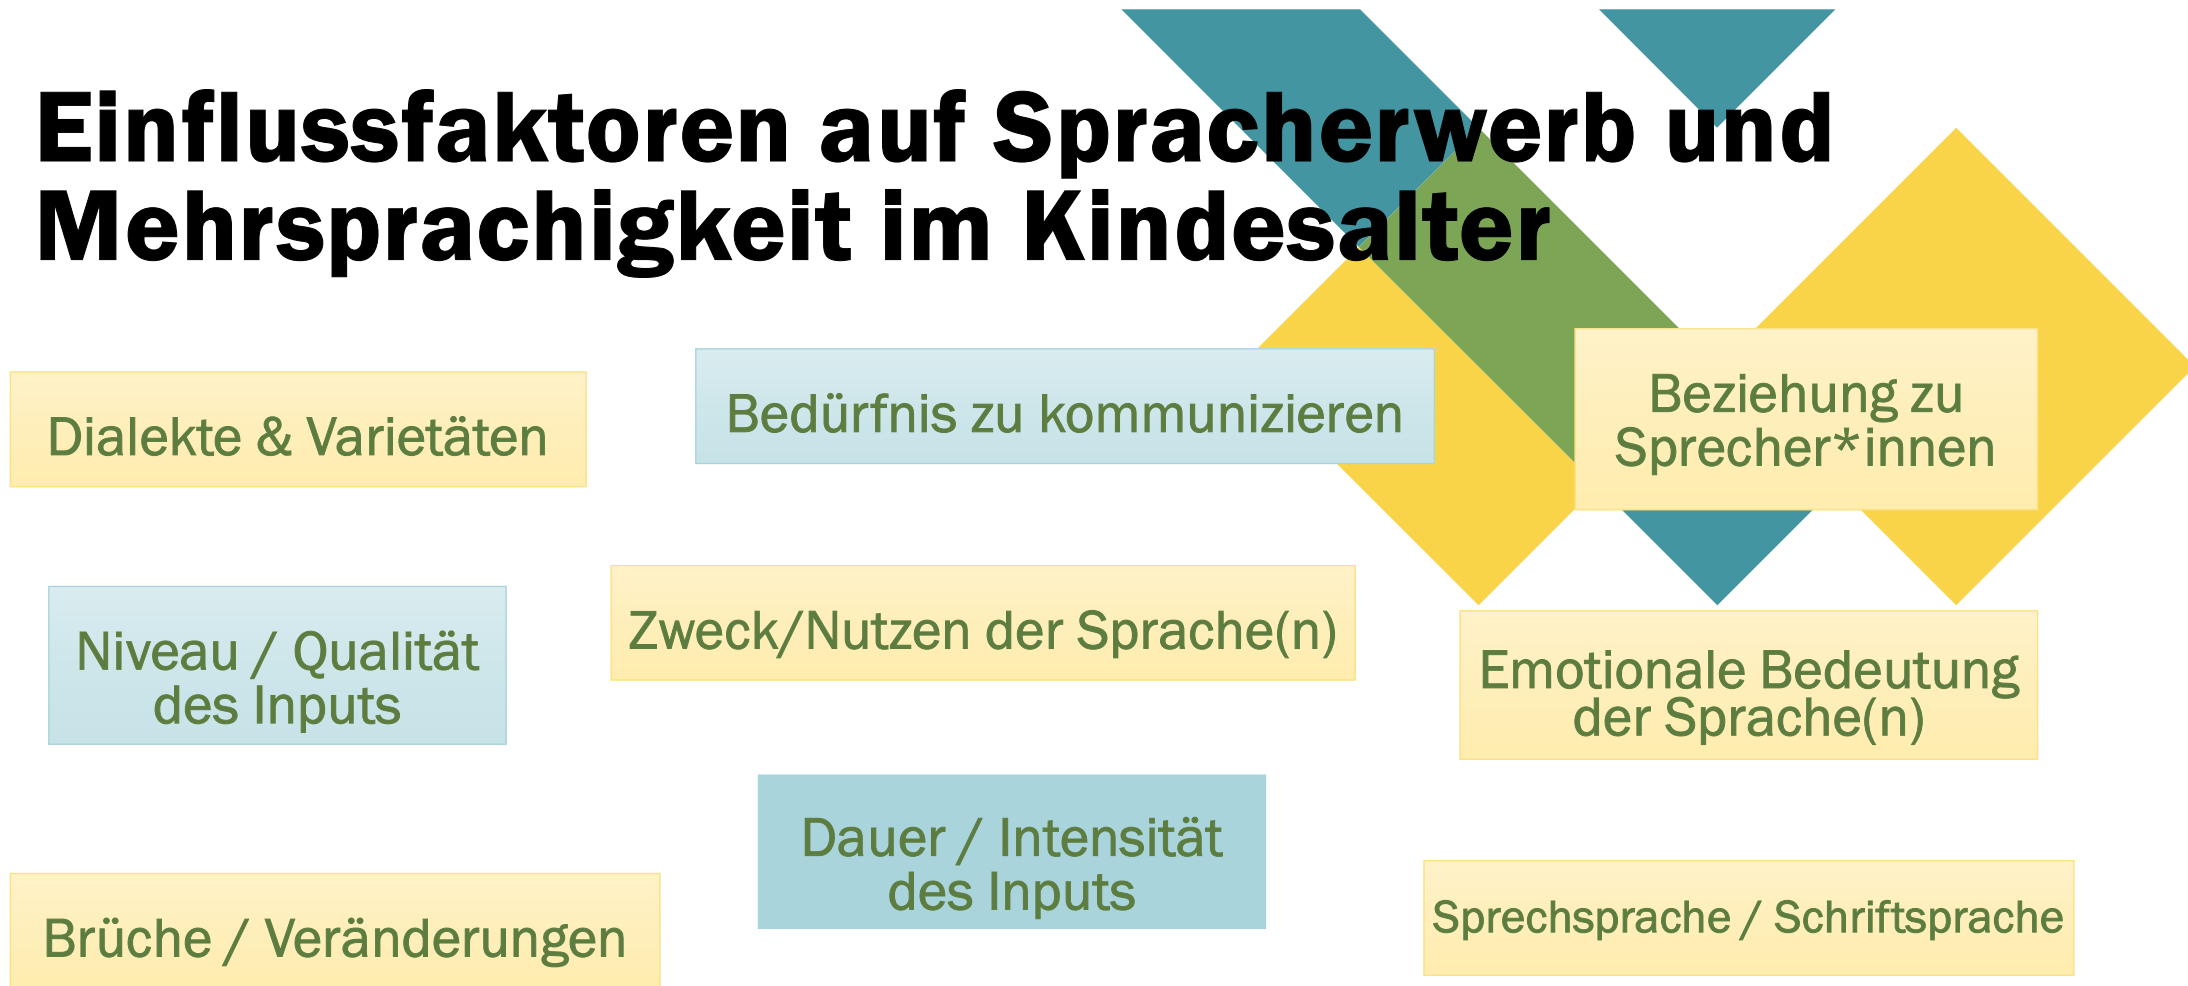 Einflussfaktoren auf Spracherwerb und
Mehrsprachigkeit im Kindesalter
Dialekte & Varietäten
Bedürfnis zu kommunizieren
Beziehung zu
Sprecher*innen
Niveau / Qualität
des Inputs
Zweck/Nutzen der Sprache(n)
Emotionale Bedeutung
der Sprache(n)
Dauer / Intensität
des Inputs
Brüche / Veränderungen
Sprechsprache / Schriftsprache